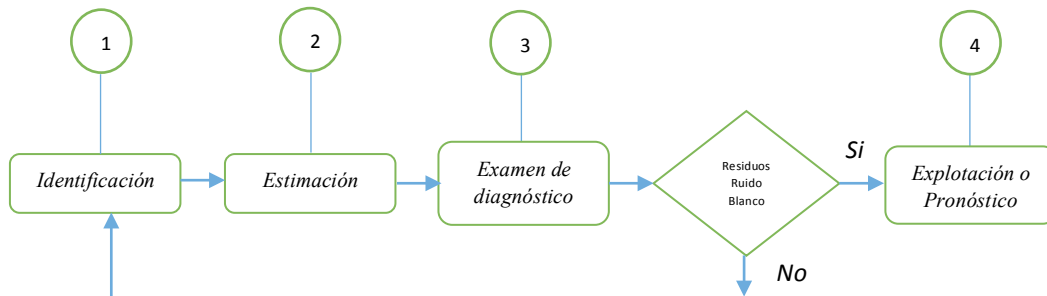 1
2
3
4
Identificación
Estimación
Examen de
diagnóstico
Residuos
Ruido
Blanco
Si
Explotación o
Pronóstico
No